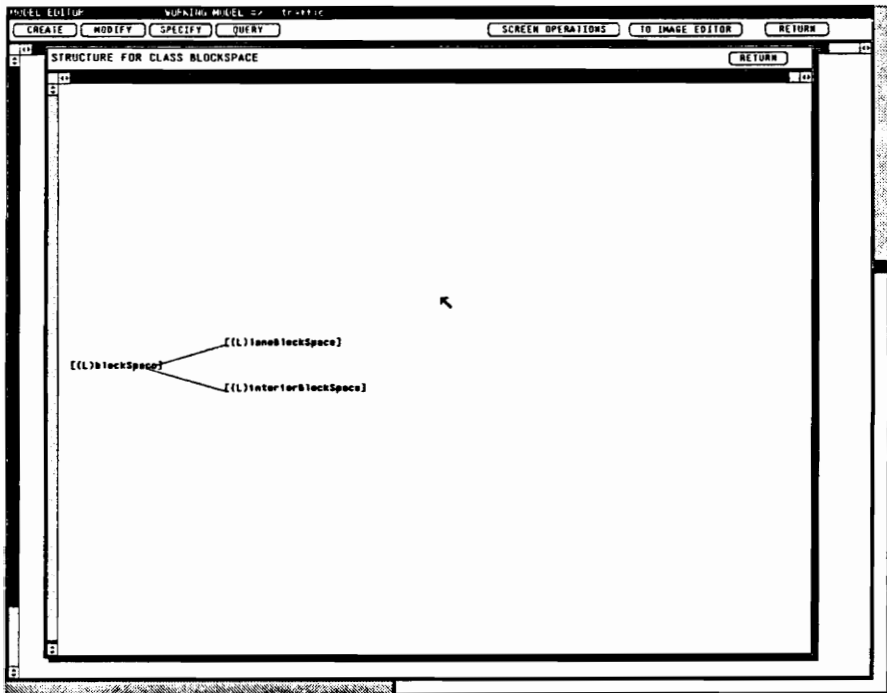 MODEL EDITOR WORKING MODEL => traffic
CREATE MODIFY SPECIFY QUERY SCREEN OPERATIONS TO IMAGE EDITOR RETURN
STRUCTURE FOR CLASS BLOCKSPACE RETURN
[(L)laneBlockSpace]
[(L)blockSpace]
[(L)interiorBlockSpace]